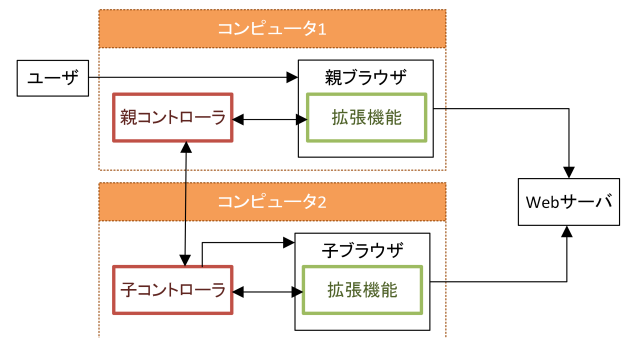 コンピュータ1
ユーザ
親ブラウザ
親コントローラ
拡張機能
Webサーバ
コンピュータ2
子ブラウザ
子コントローラ
拡張機能